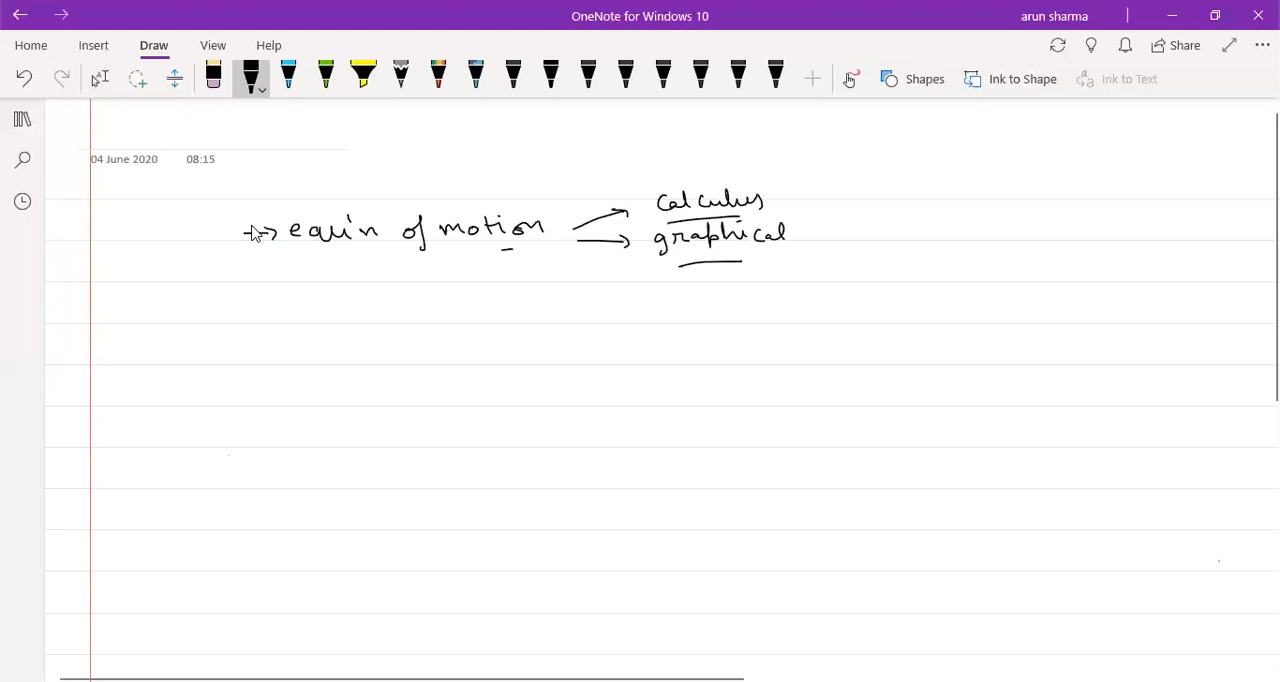 OneNote for Windows 10
arun sharma
Home Insert Draw View Help
Share
Shapes Ink to Shape Ink to Text
04 June 2020 08:15
calculus
equ'n of motion
graphical